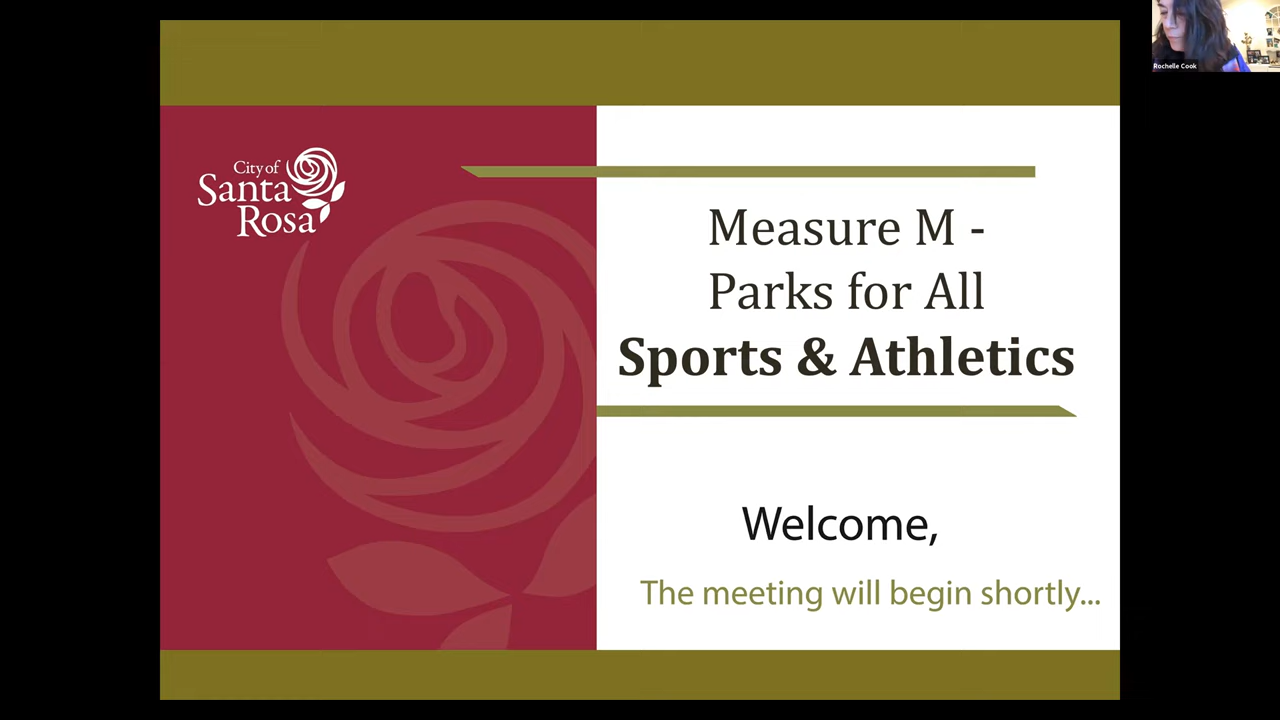 Rochelle Cook
City of
Santa
Rosa
Measure M -
Parks for All
Sports & Athletics
Welcome,
The meeting will begin shortly...